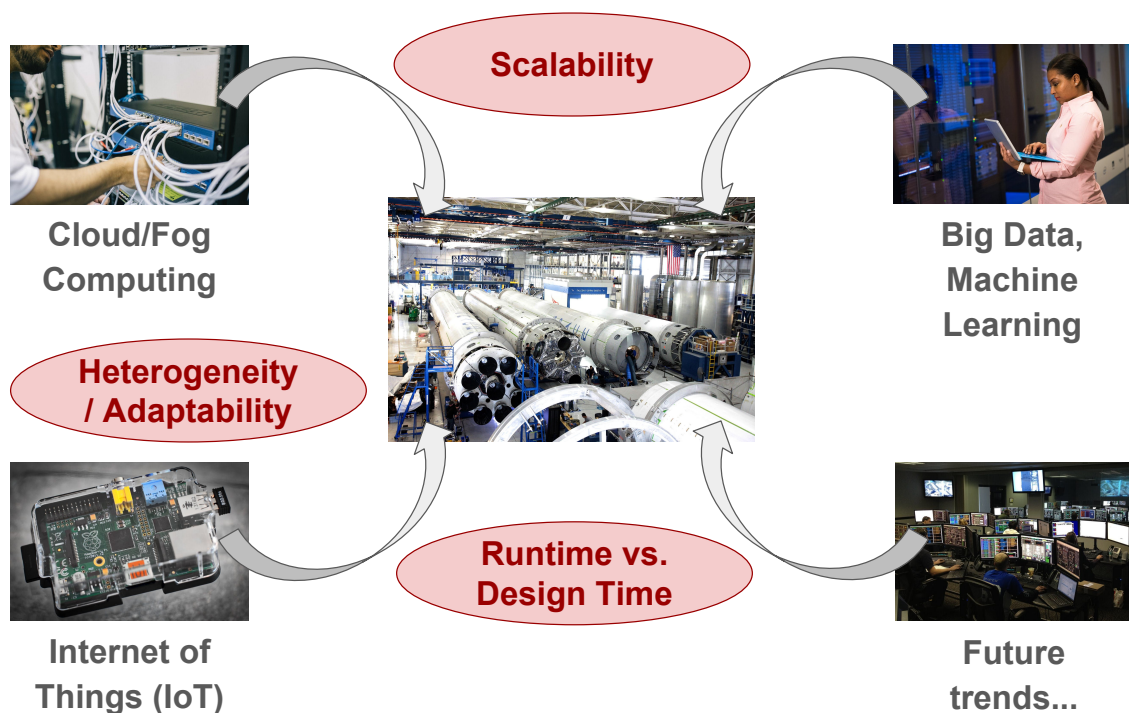 Scalability
Cloud/Fog
Computing
Big Data,
Machine
Learning
Heterogeneity
/ Adaptability
Runtime vs.
Design Time
Internet of
Things (IoT)
Future
trends...